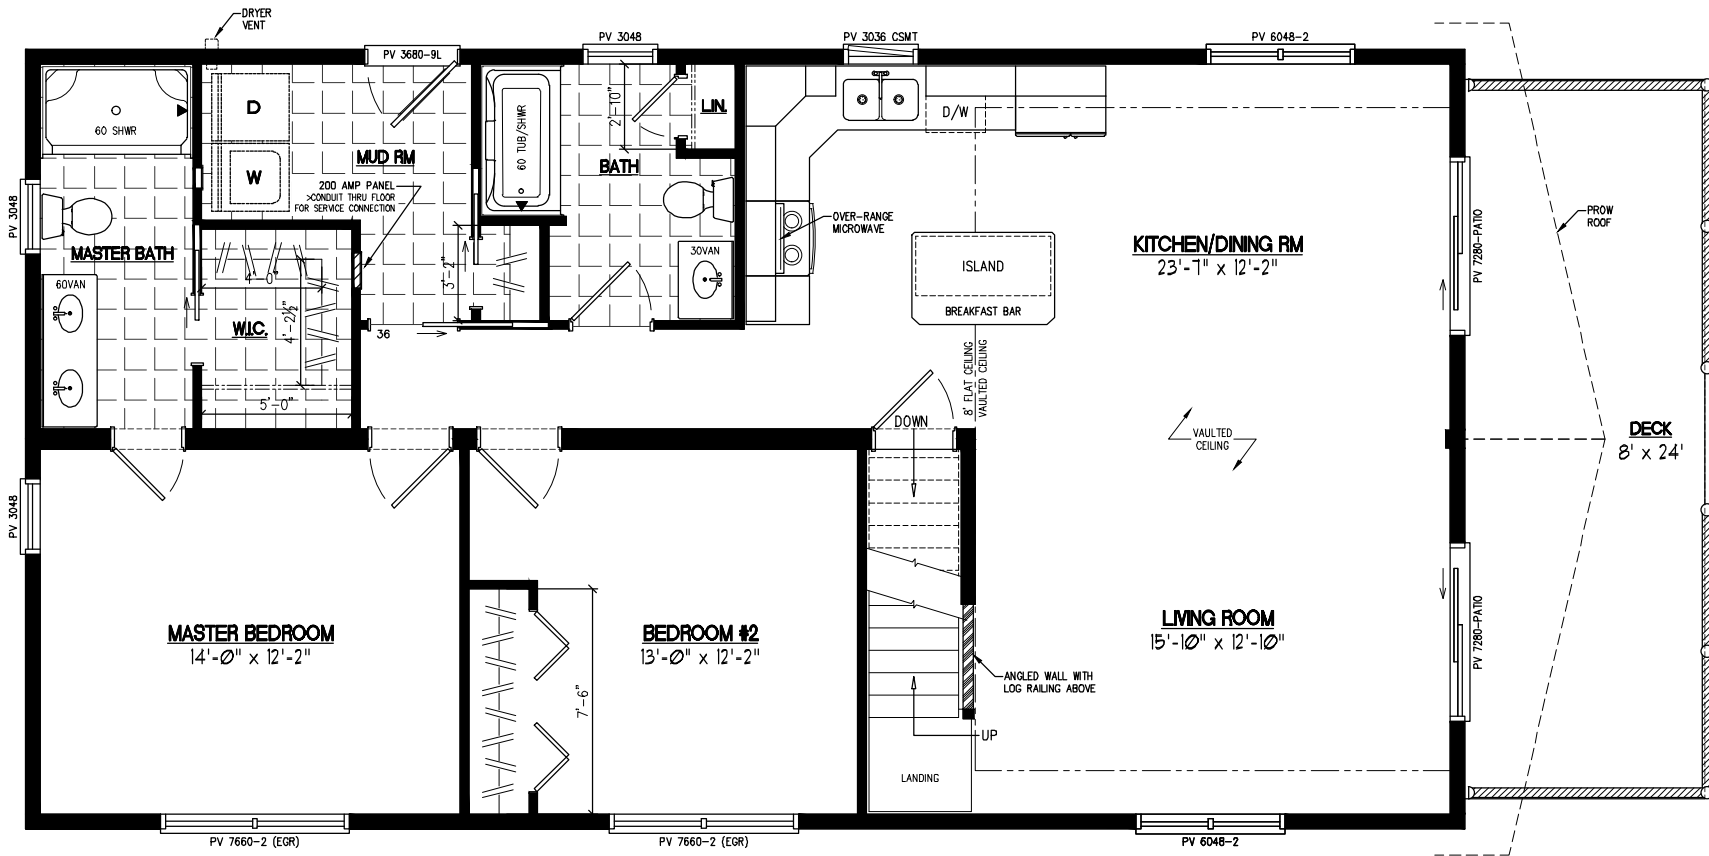 DRYER
VENT
PV 3680-9L
PV 3048
PV 3036 CSMT
PV 6048-2
60 SHWR
D
W
MUD RM
200 AMP PANEL
>CONDUIT THRU FLOOR
FOR SERVICE CONNECTION
60 TUB/SHWR
2'-10"
LIN.
BATH
D/W
OVER-RANGE
MICROWAVE
PROW
ROOF
PV 3048
MASTER BATH
60VAN
4'-0"
4'-2½"
W.I.C.
5'-0"
3'-2"
36
30VAN
ISLAND
BREAKFAST BAR
KITCHEN/DINING RM
23'-7" x 12'-2"
PV 7280-PATIO
8' FLAT CEILING
VAULTED CEILING
DOWN
VAULTED
CEILING
DECK
8' x 24'
PV 3048
MASTER BEDROOM
14'-0" x 12'-2"
BEDROOM #2
13'-0" x 12'-2"
7'-6"
LIVING ROOM
15'-10" x 12'-10"
PV 7280-PATIO
ANGLED WALL WITH
LOG RAILING ABOVE
UP
LANDING
PV 7660-2 (EGR)
PV 7660-2 (EGR)
PV 6048-2